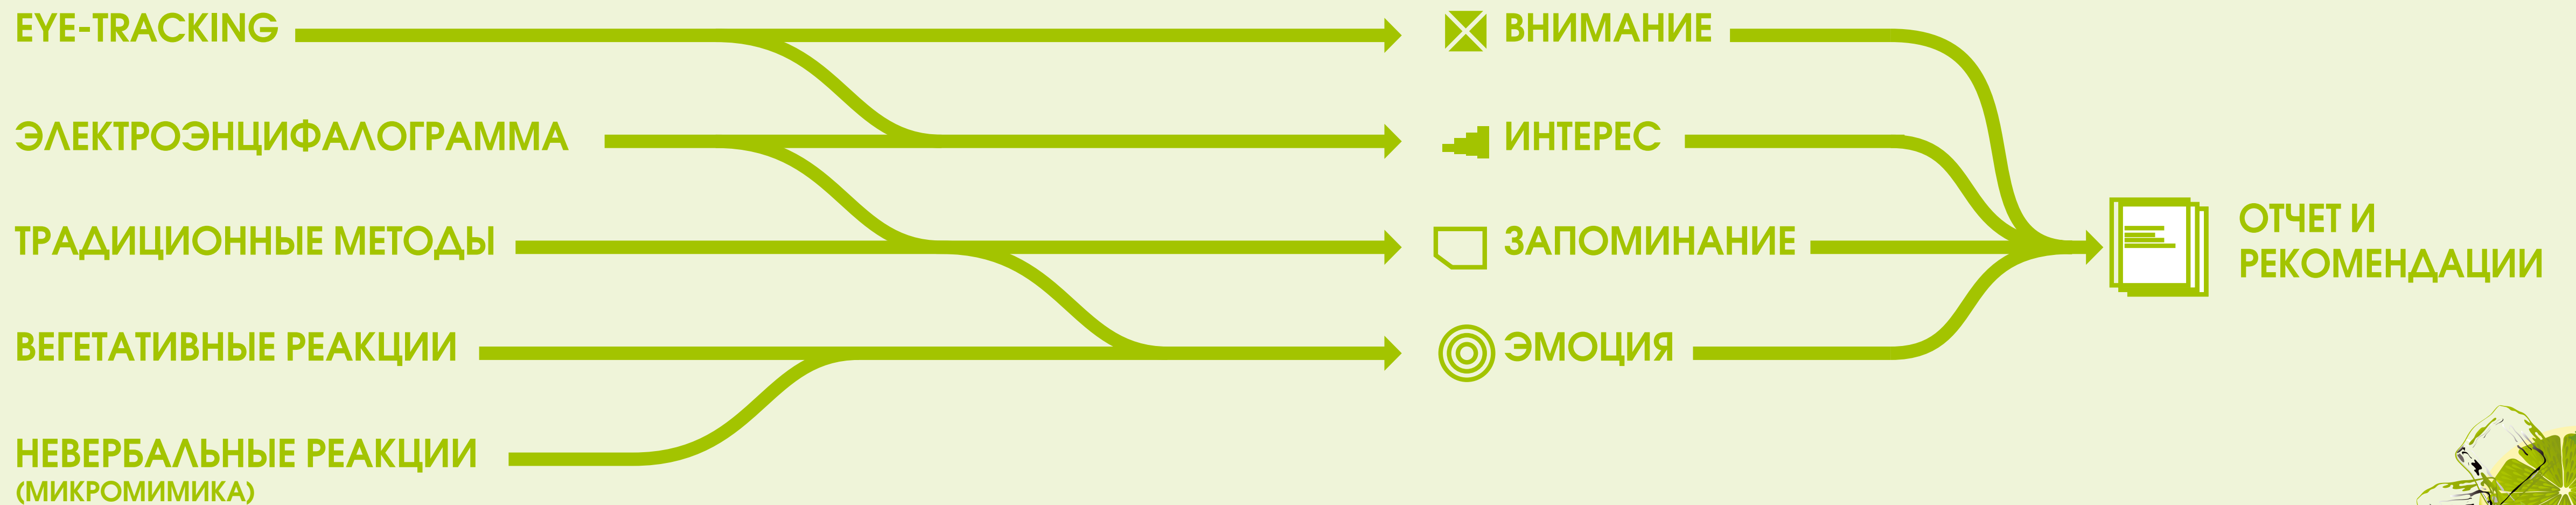 EYE-TRACKING
ЭЛЕКТРОЭНЦИФАЛОГРАММА
ТРАДИЦИОННЫЕ МЕТОДЫ
ВЕГЕТАТИВНЫЕ РЕАКЦИИ
НЕВЕРБАЛЬНЫЕ РЕАКЦИИ
(МИКРОМИМИКА)
ВНИМАНИЕ
ИНТЕРЕС
ЗАПОМИНАНИЕ
ЭМОЦИЯ
ОТЧЕТ И
РЕКОМЕНДАЦИИ